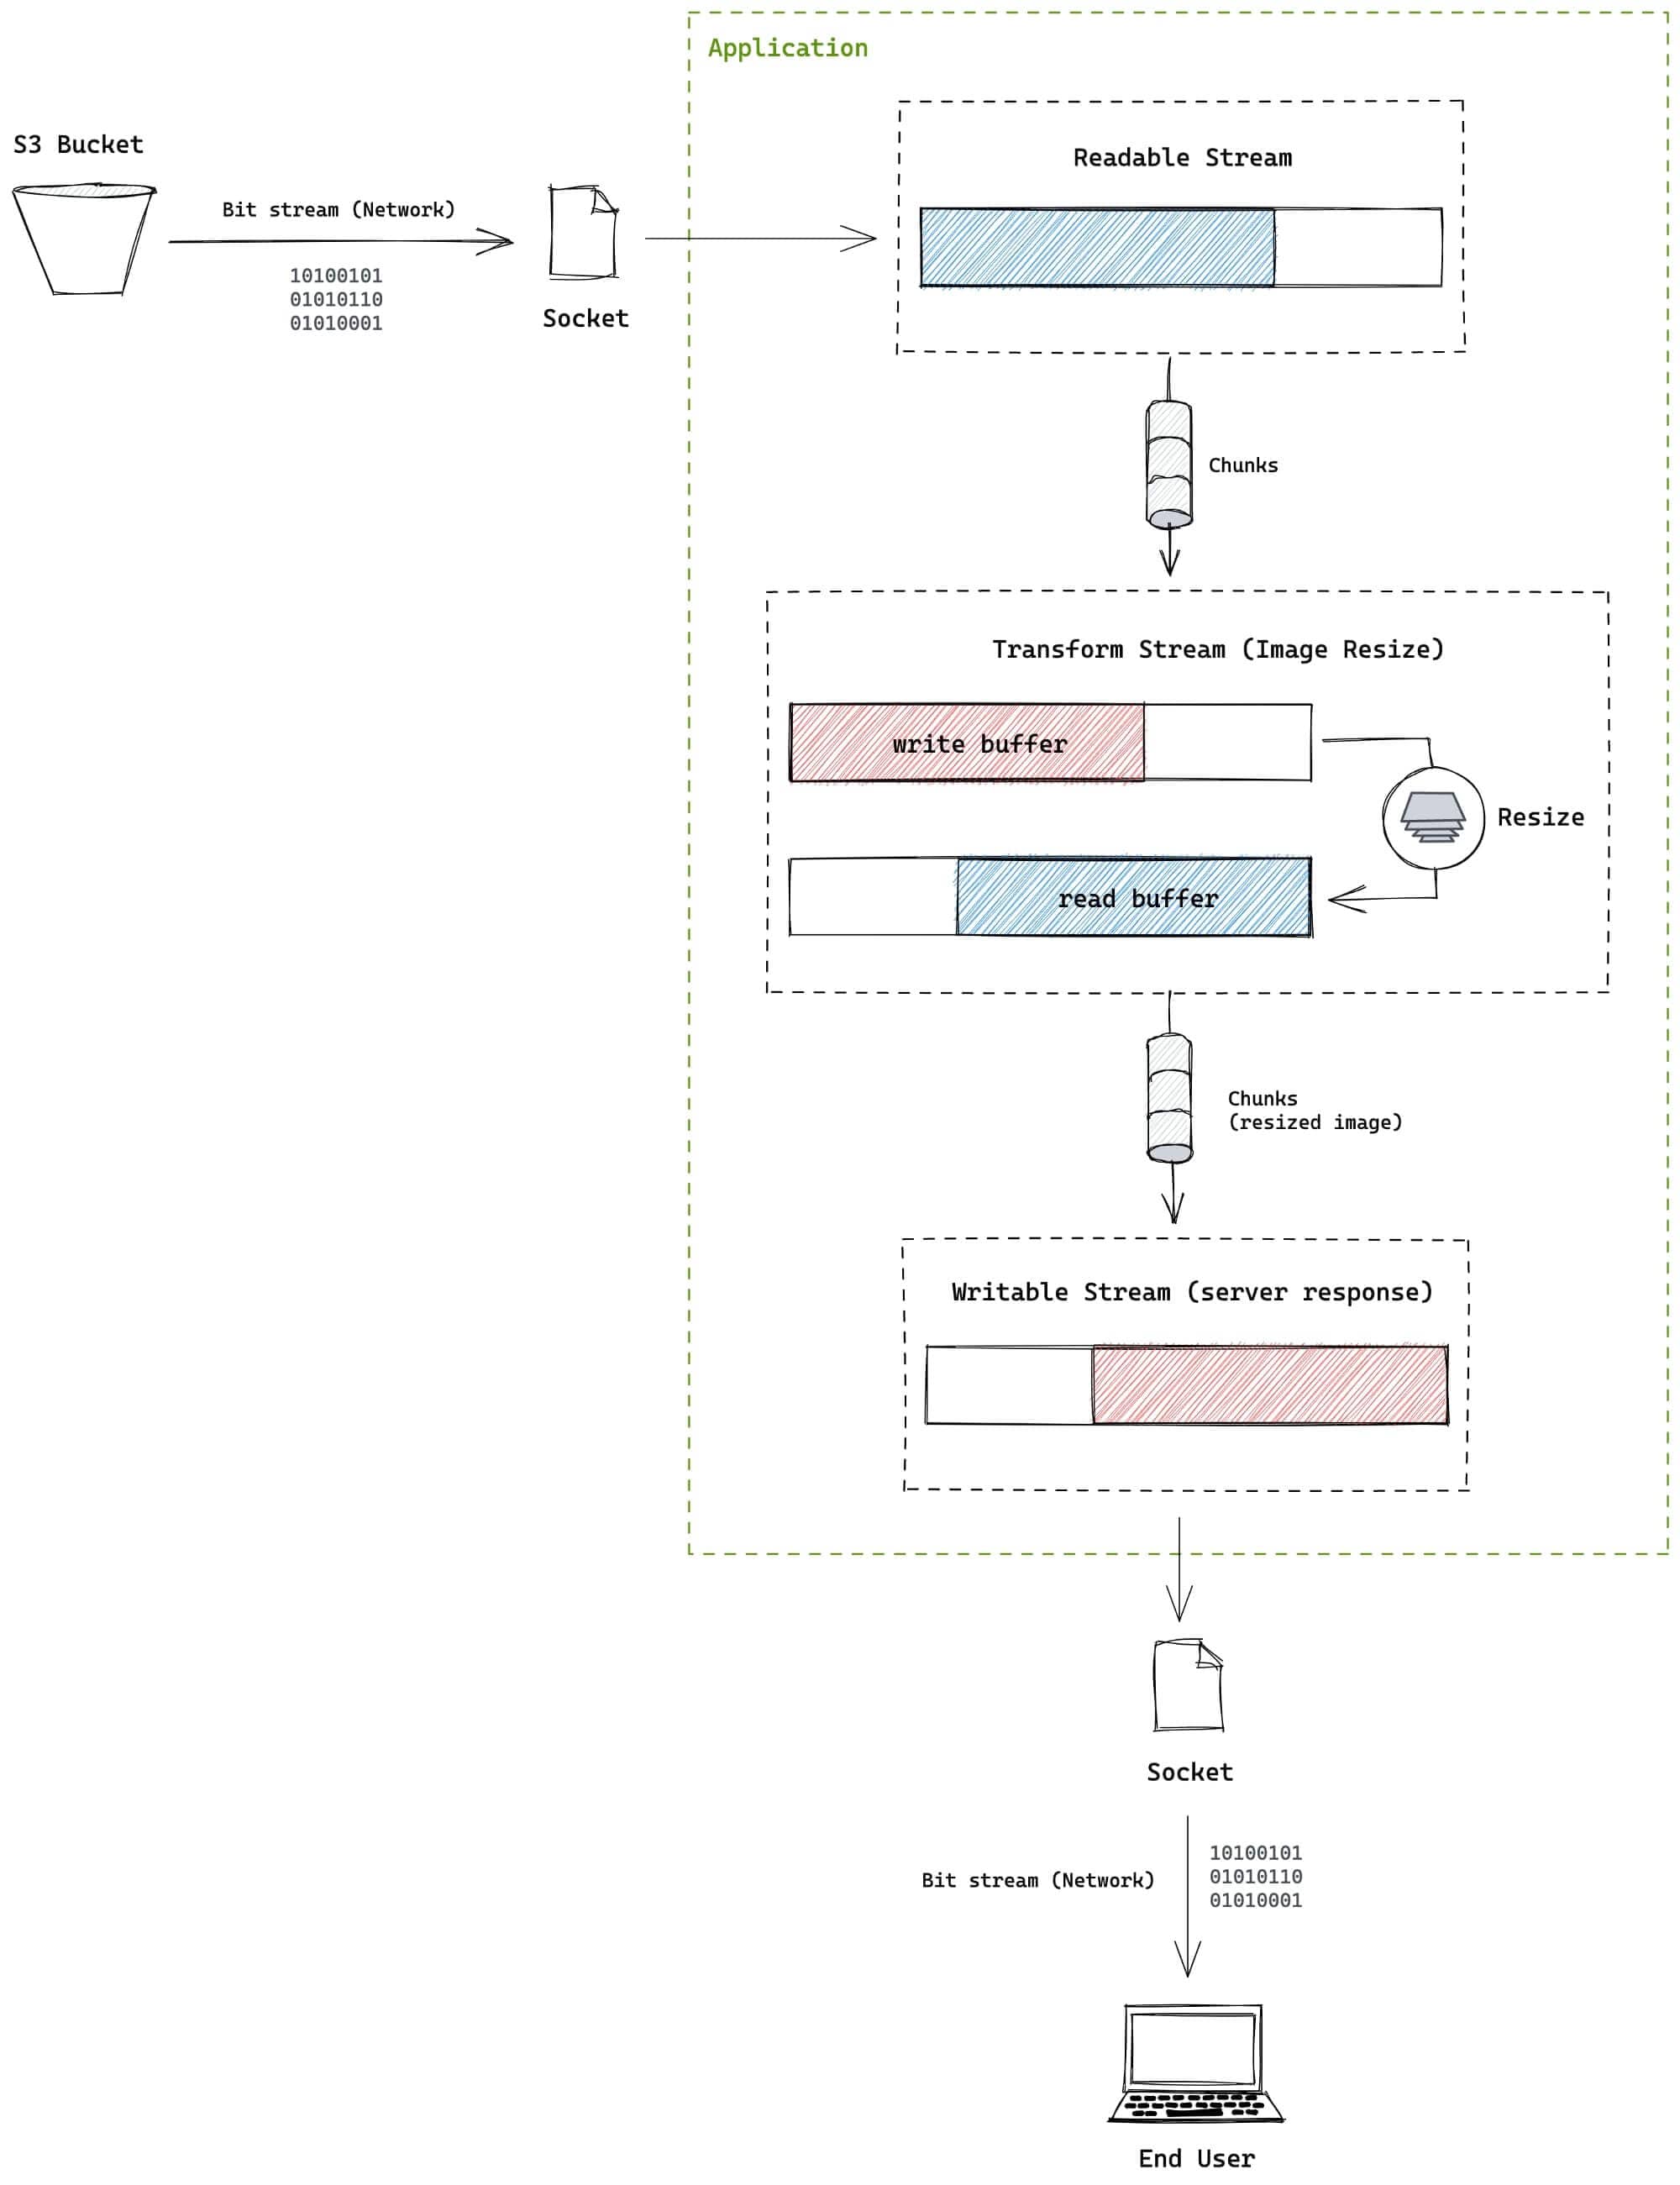 Application
S3 Bucket
Bit stream (Network)
10100101
01010110
01010001
Socket
Readable Stream
Chunks
Transform Stream (Image Resize)
write buffer
Resize
read buffer
Chunks
(resized image)
Writable Stream (server response)
Socket
Bit stream (Network)
10100101
01010110
01010001
End User